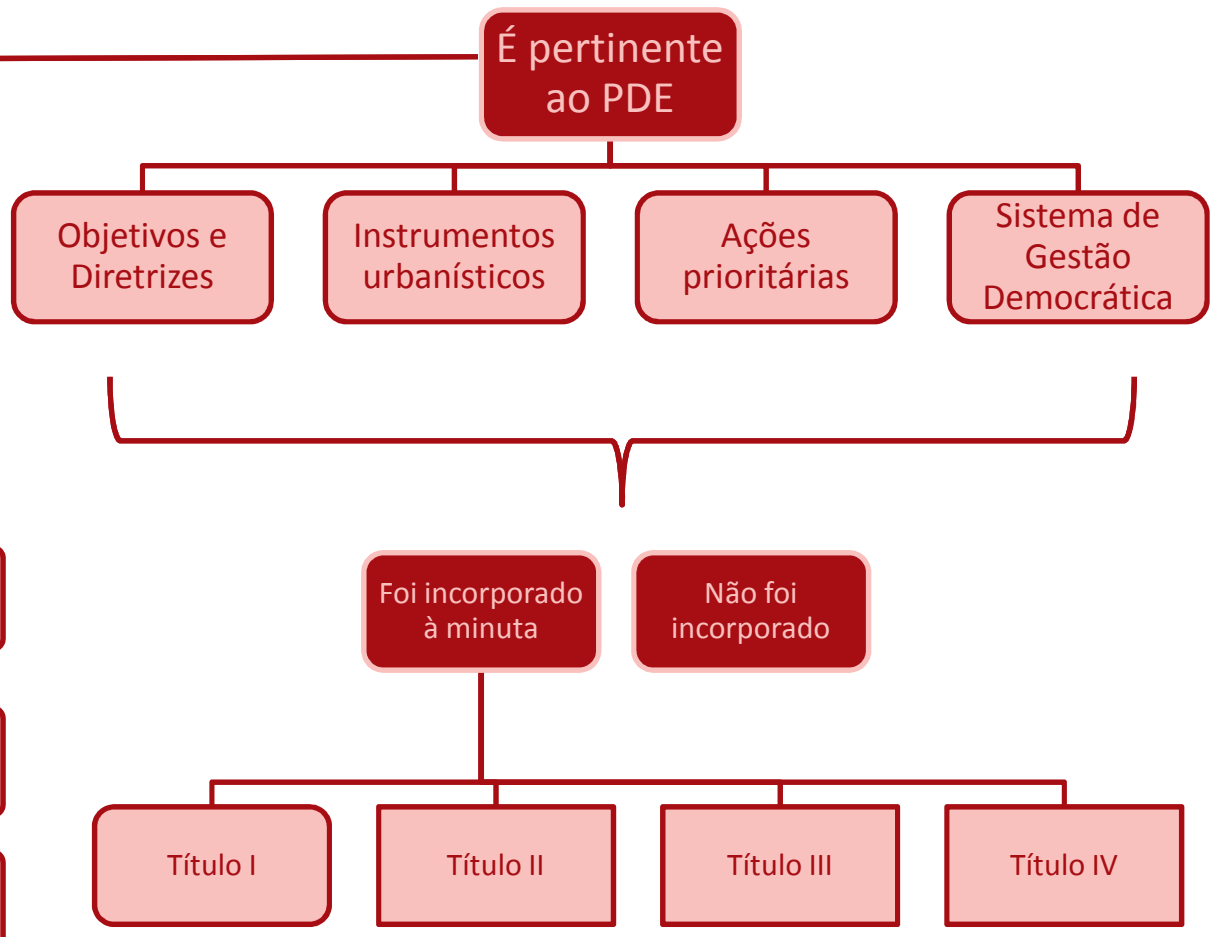 É pertinente
ao PDE
Objetivos e
Diretrizes
Instrumentos
urbanísticos
Ações
prioritárias
Sistema de
Gestão
Democrática
Foi incorporado
à minuta
Não foi
incorporado
Título I
Título II
Título III
Título IV